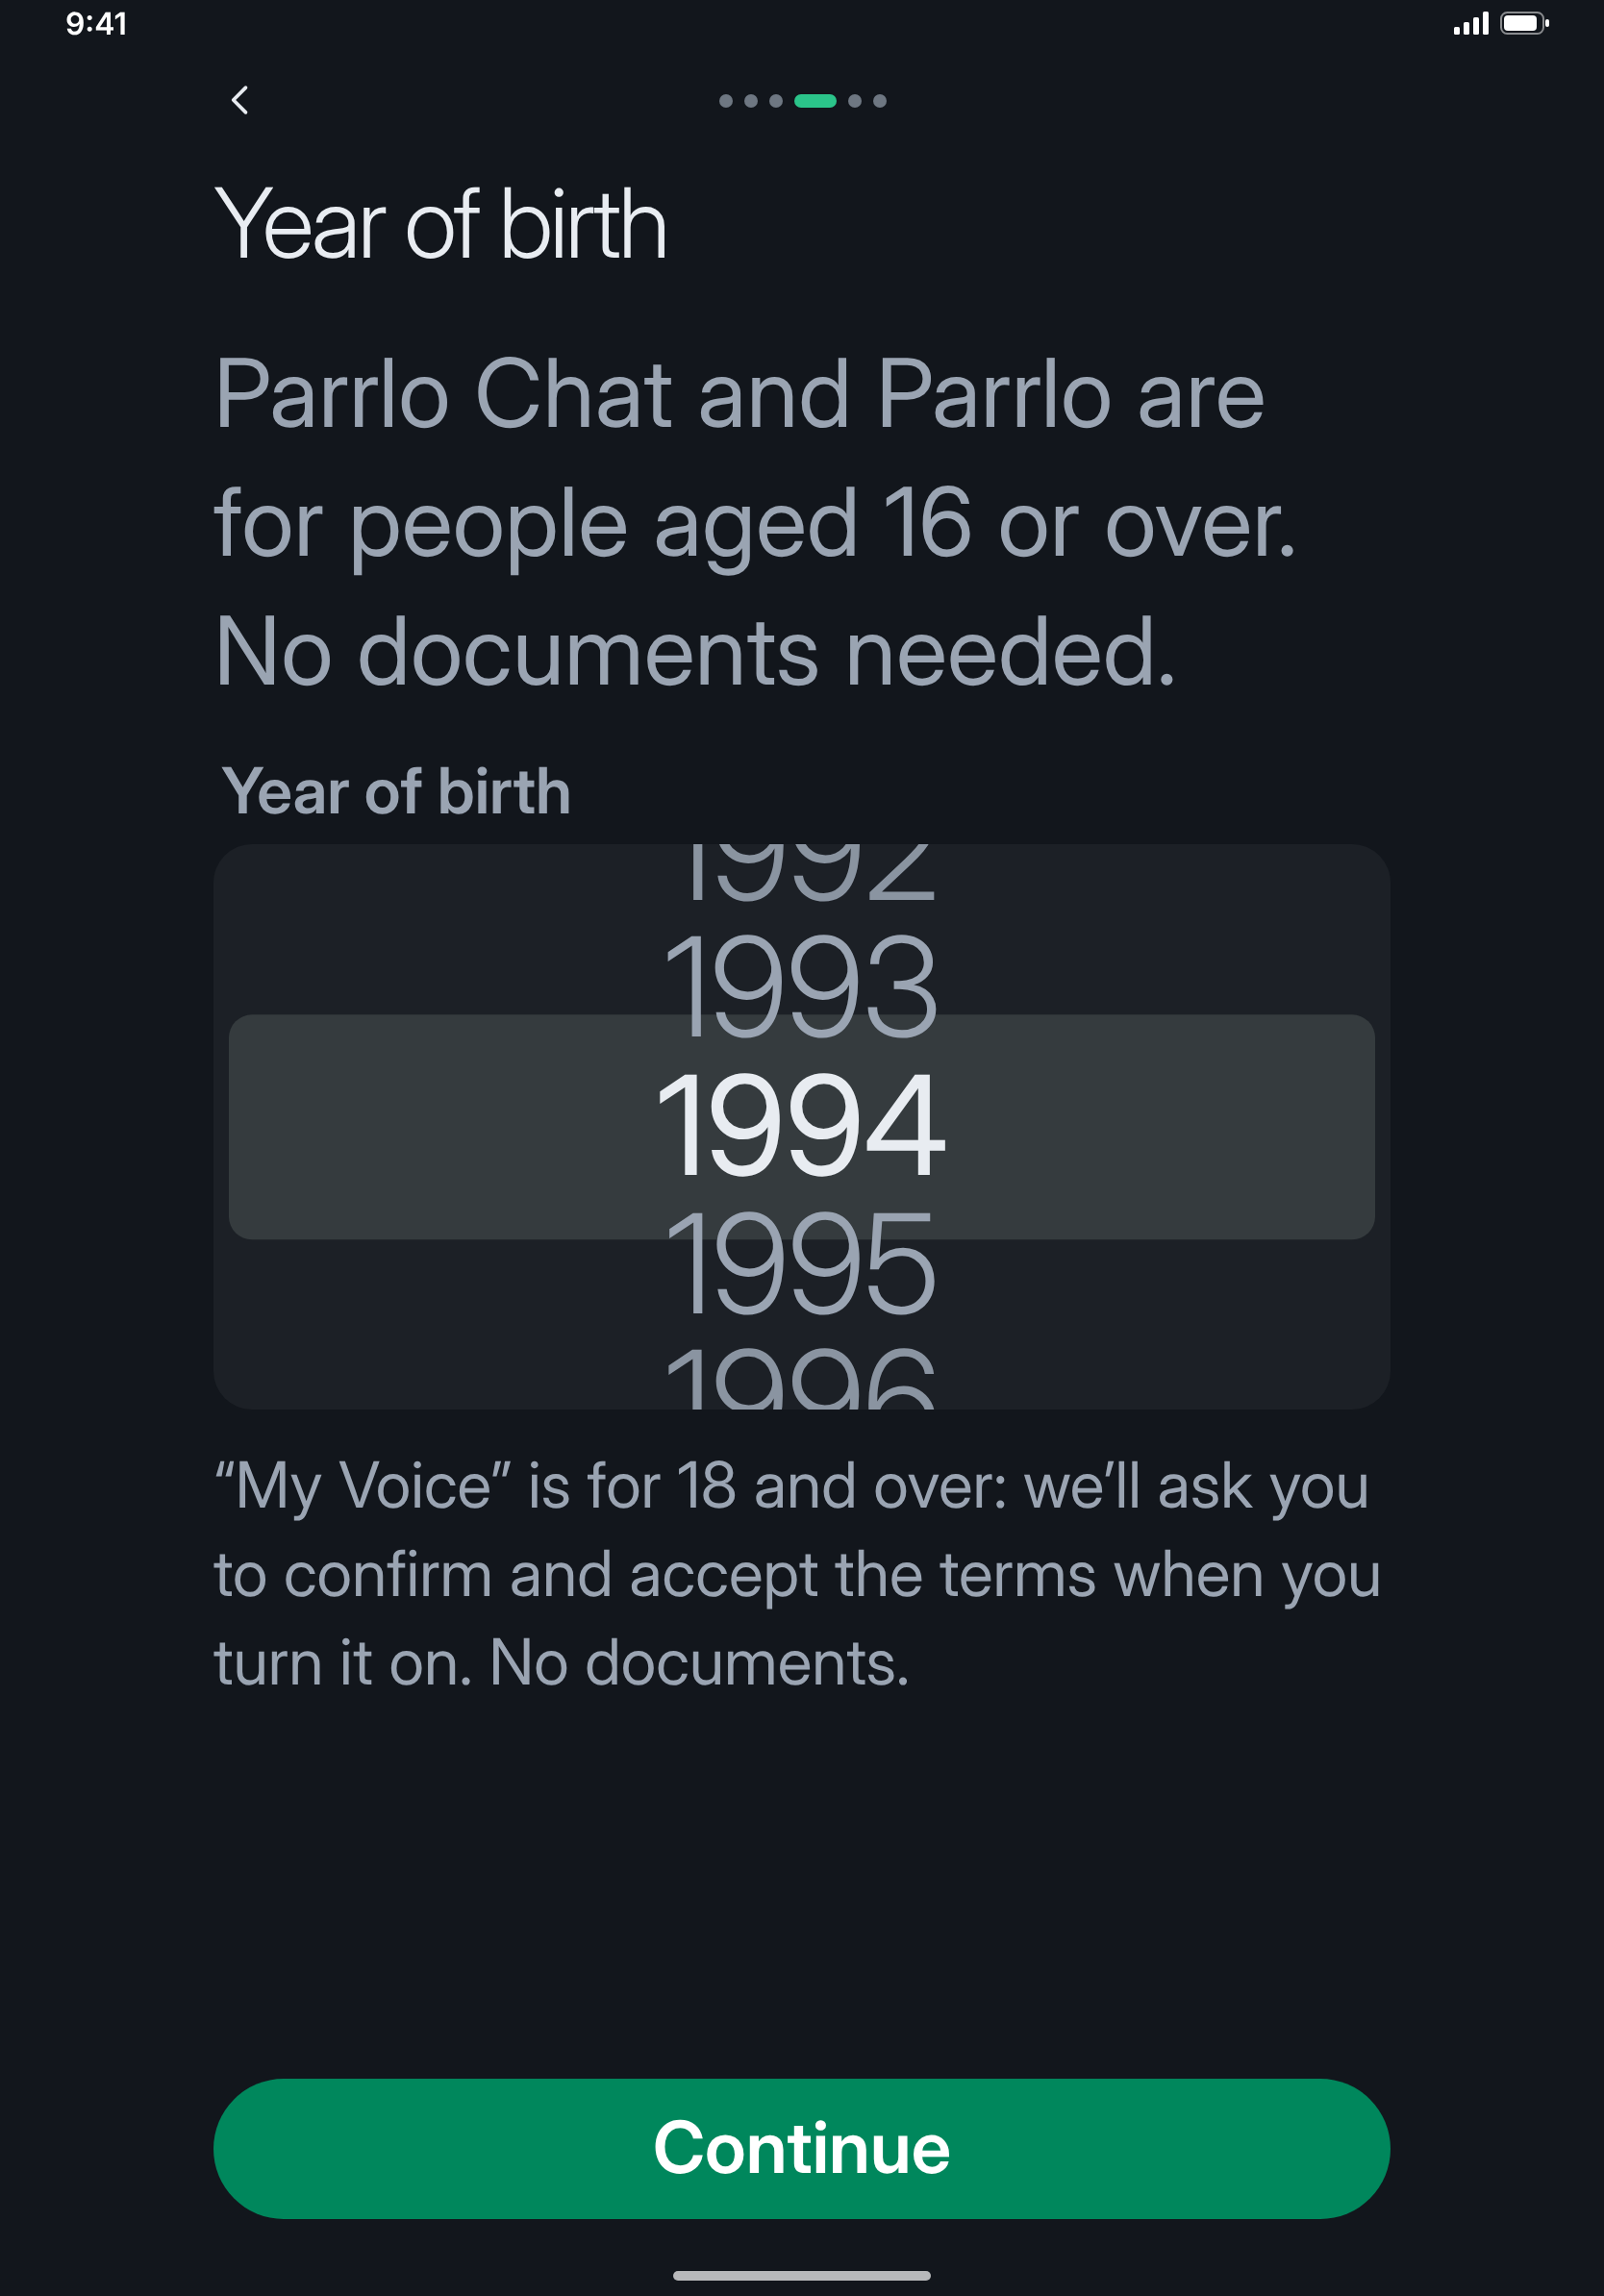 9:41
Year of birth
Parrlo Chat and Parrlo are
for people aged 16 or over.
No documents needed.
Year of birth
1992
1993
1994
1995
1996
“My Voice” is for 18 and over: we’ll ask you
to confirm and accept the terms when you
turn it on. No documents.
Continue